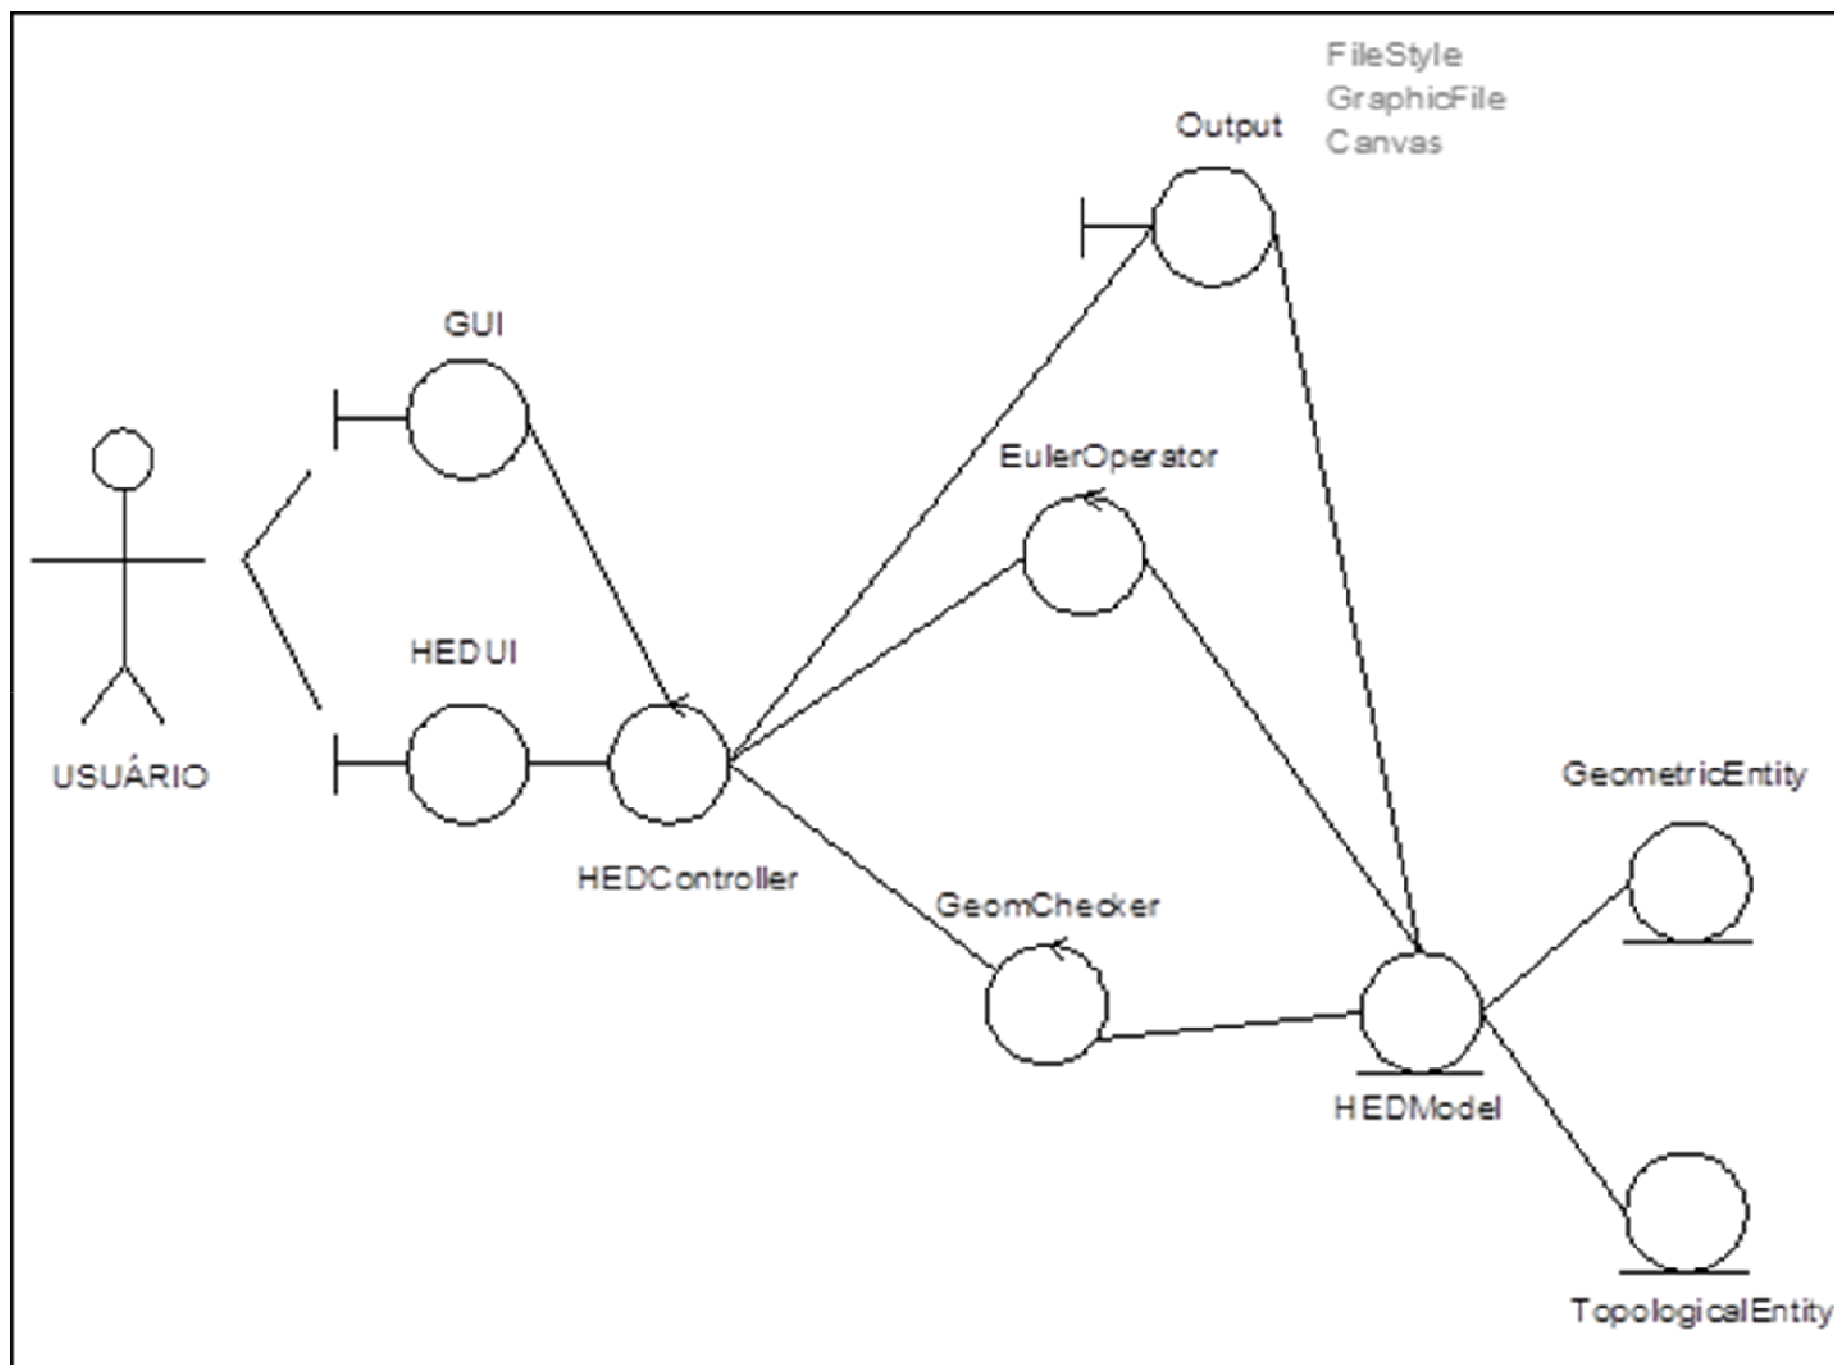 FileStyle
GraphicFile
Canvas
Output
GUI
EulerOperator
HEDUI
USUÁRIO
HEDController
GeomChecker
GeometricEntity
HEDModel
TopologicalEntity